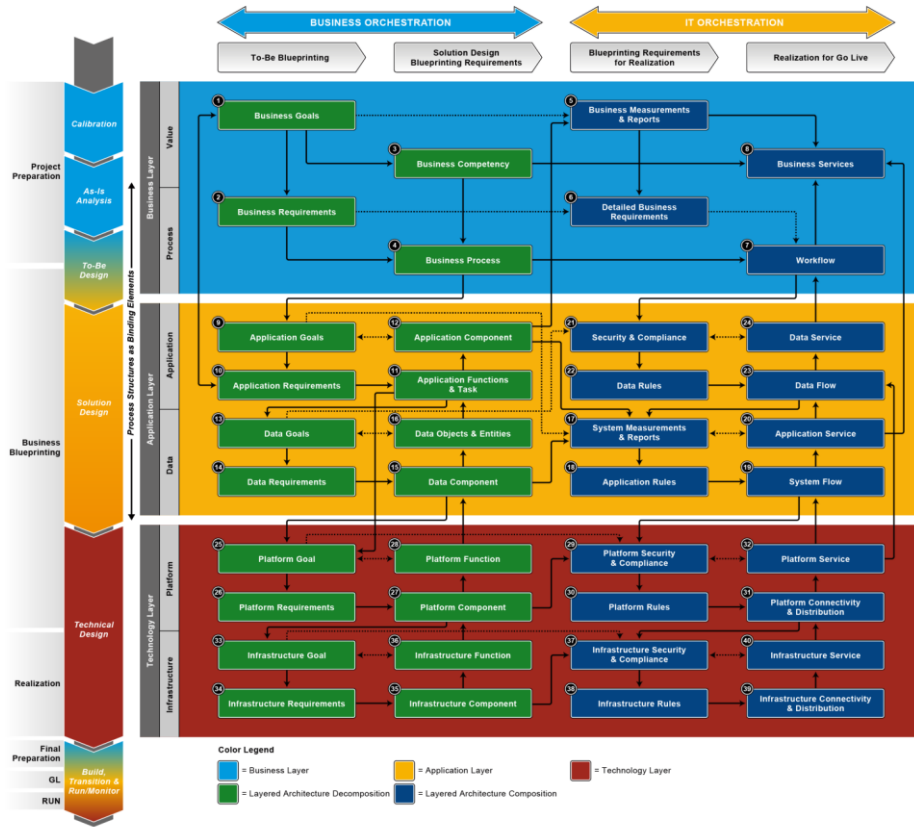 BUSINESS ORCHESTRATION
IT ORCHESTRATION
To-Be Blueprinting
Solution Design
Blueprinting Requirements
Blueprinting Requirements
for Realization
Realization for Go Live
Project
Preparation
Business
Blueprinting
Realization
Final
Preparation
GL
RUN
Calibration
As-Is
Analysis
To-Be
Design
Solution
Design
Technical
Design
Build,
Transition &
Run/Monitor
Process Structures as Binding Elements
Business Layer
Value
Process
1
Business Goals
5
Business Measurements
& Reports
3
Business Competency
8
Business Services
2
Business Requirements
6
Detailed Business
Requirements
4
Business Process
7
Workflow
Application Layer
Application
Data
9
Application Goals
12
Application Component
21
Security & Compliance
24
Data Service
10
Application Requirements
11
Application Functions
& Task
22
Data Rules
23
Data Flow
13
Data Goals
16
Data Objects & Entities
17
System Measurements
& Reports
20
Application Service
14
Data Requirements
15
Data Component
18
Application Rules
19
System Flow
Technology Layer
Platform
Infrastructure
25
Platform Goal
28
Platform Function
29
Platform Security
& Compliance
32
Platform Service
26
Platform Requirements
27
Platform Component
30
Platform Rules
31
Platform Connectivity
& Distribution
33
Infrastructure Goal
36
Infrastructure Function
37
Infrastructure Security
& Compliance
40
Infrastructure Service
34
Infrastructure Requirements
35
Infrastructure Component
38
Infrastructure Rules
39
Infrastructure Connectivity
& Distribution
Color Legend
= Business Layer
= Application Layer
= Technology Layer
= Layered Architecture Decomposition
= Layered Architecture Composition